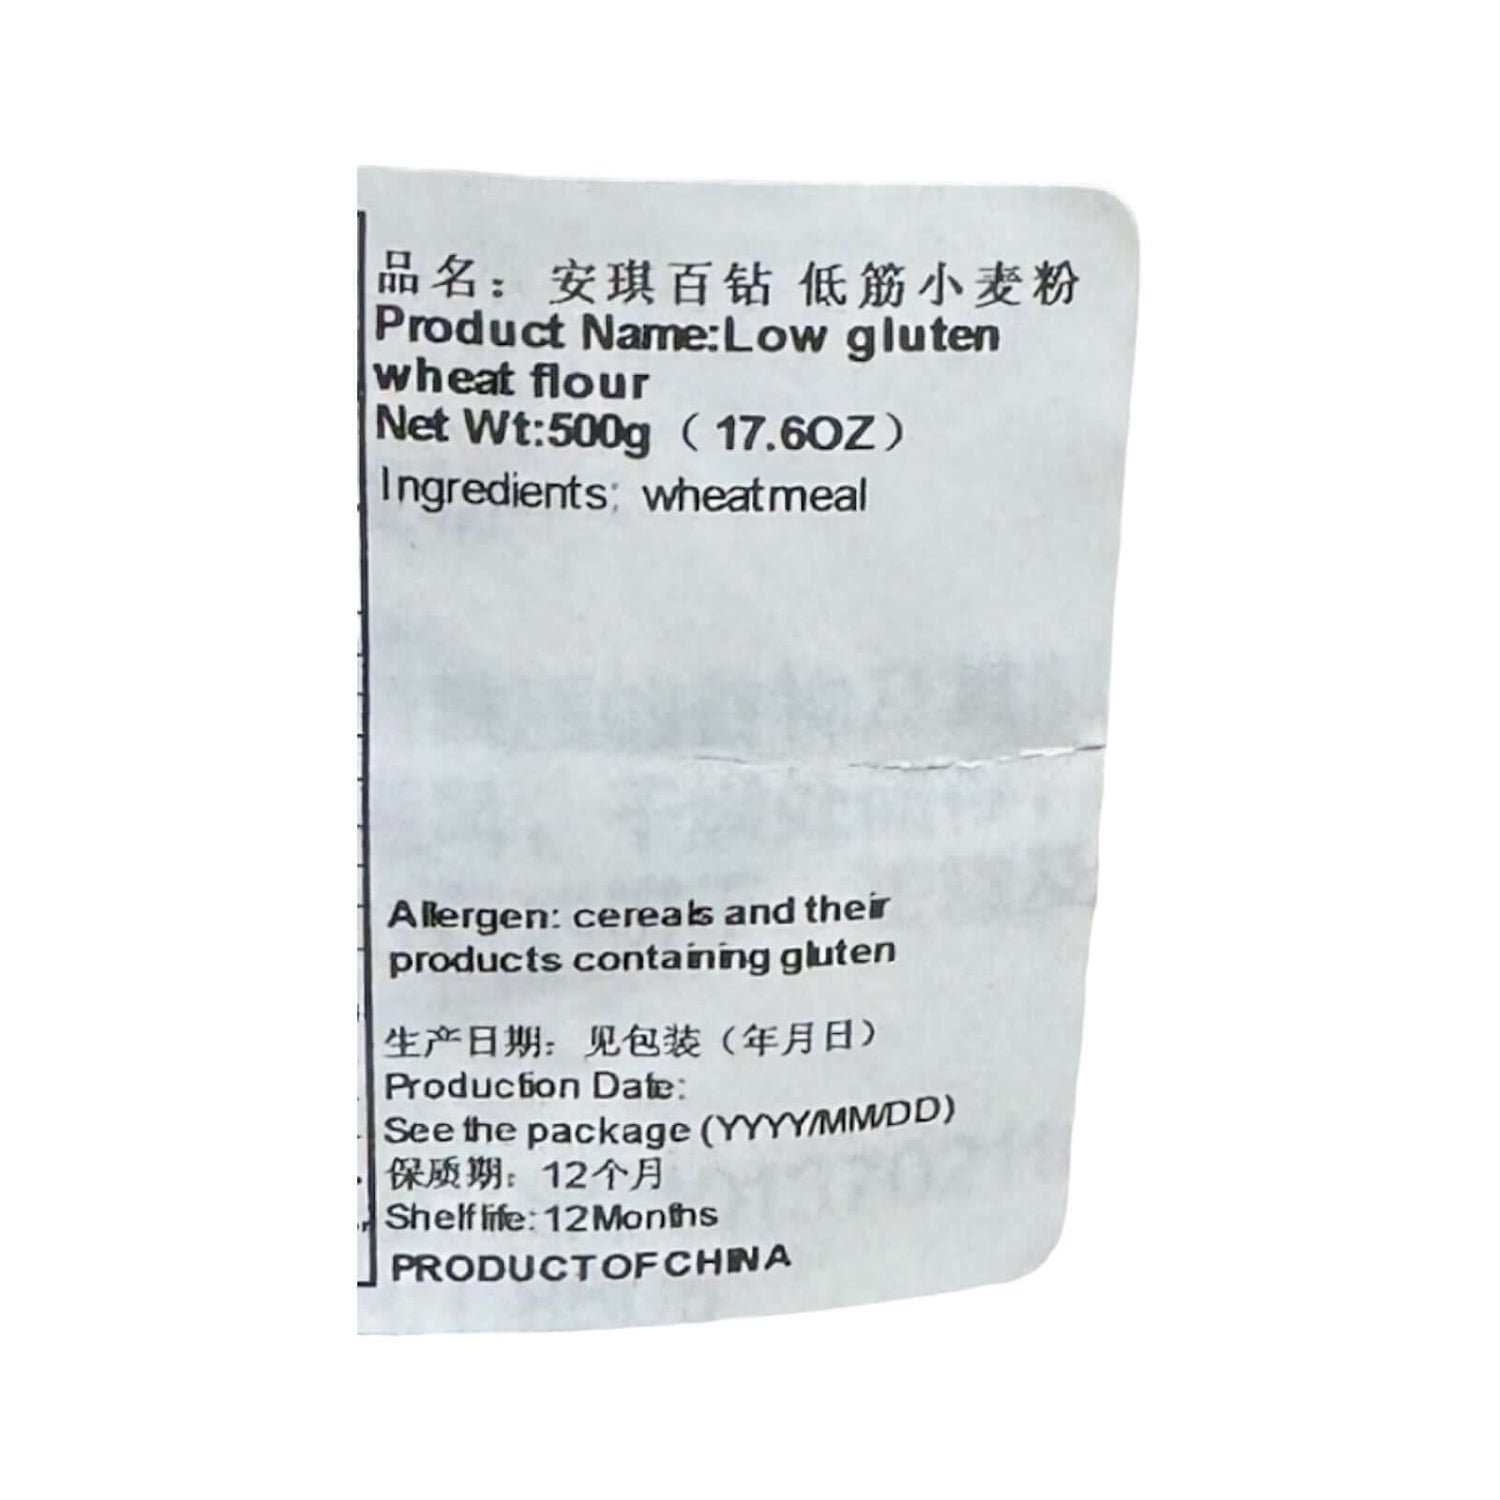 品名：安琪百钻 低筋小麦粉
Product Name:Low gluten
wheat flour
Net Wt:500g（17.6OZ）
Ingredients: wheatmeal
Allergen: cereals and their
products containing gluten
生产日期：见包装（年月日）
Production Date:
See the package (YYYY/MM/DD)
保质期：12个月
Shelf life: 12 Months
PRODUCT OF CHINA